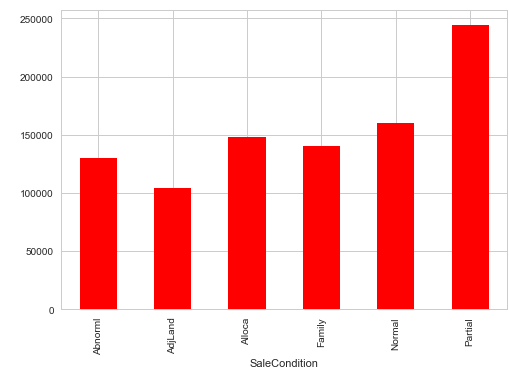 250000
200000
150000
100000
50000
0
Abnorml
AdjLand
Alloca
Family
Normal
Partial
SaleCondition